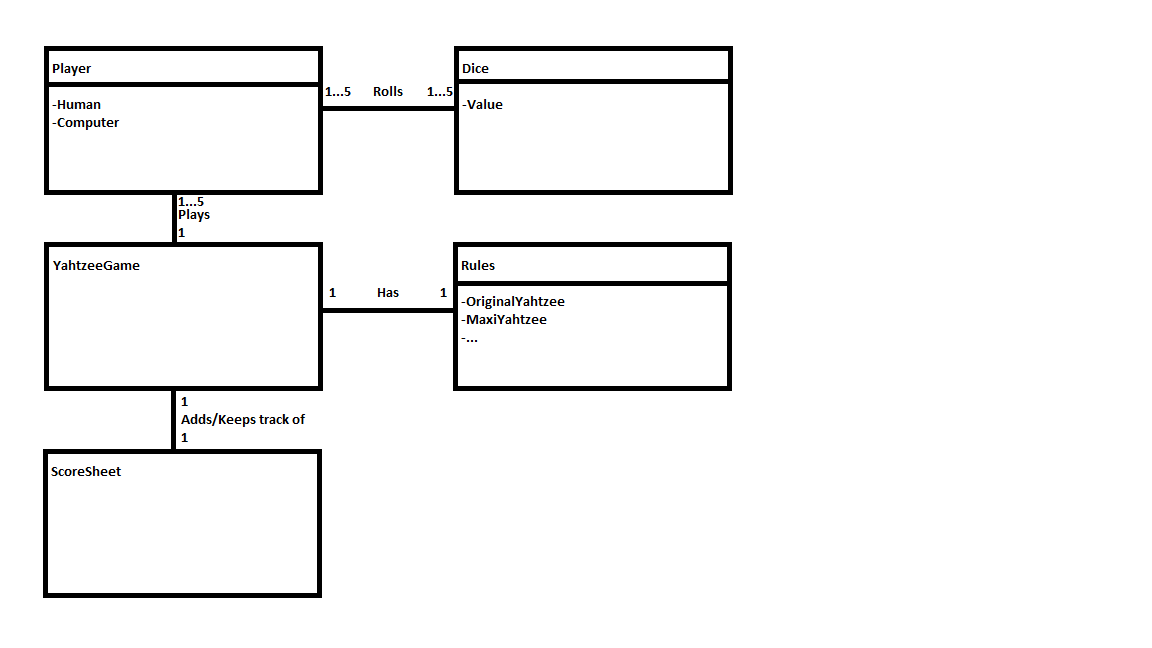 Player
-Human
-Computer
1...5 Rolls 1...5
Dice
-Value
1...5
Plays
1
YahtzeeGame
1 Has 1
Rules
-OriginalYahtzee
-MaxiYahtzee
-...
1
Adds/Keeps track of
1
ScoreSheet